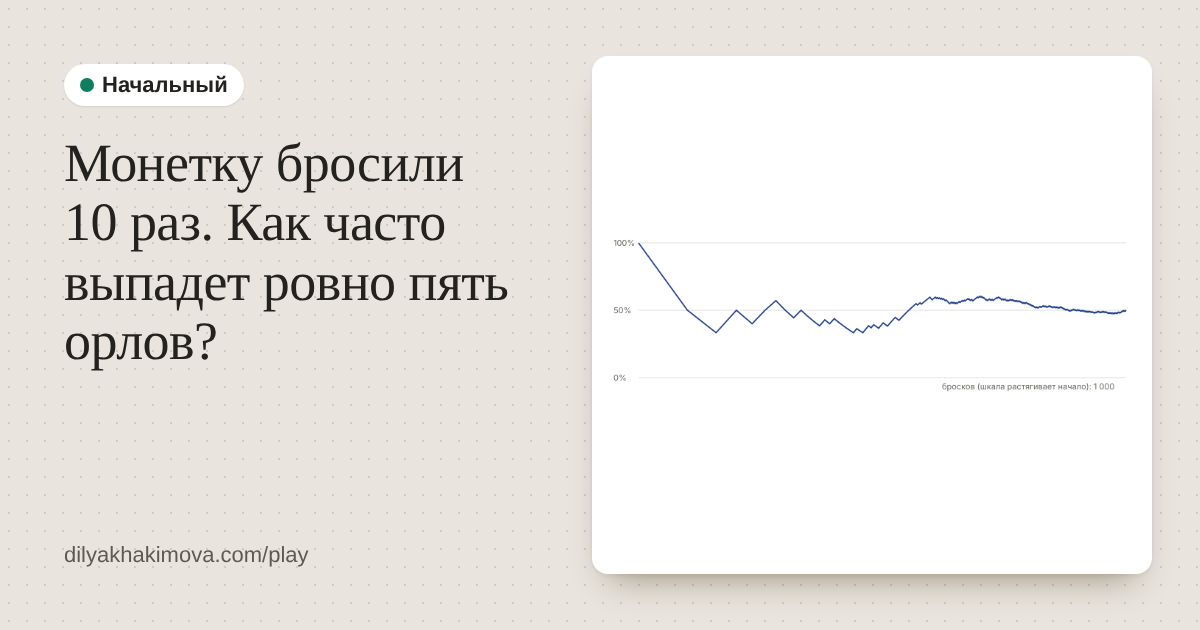 Начальный
Монетку бросили
10 раз. Как часто
выпадет ровно пять
орлов?
dilyakhakimova.com/play
100%
50%
0%
бросков (шкала растягивает начало): 1 000